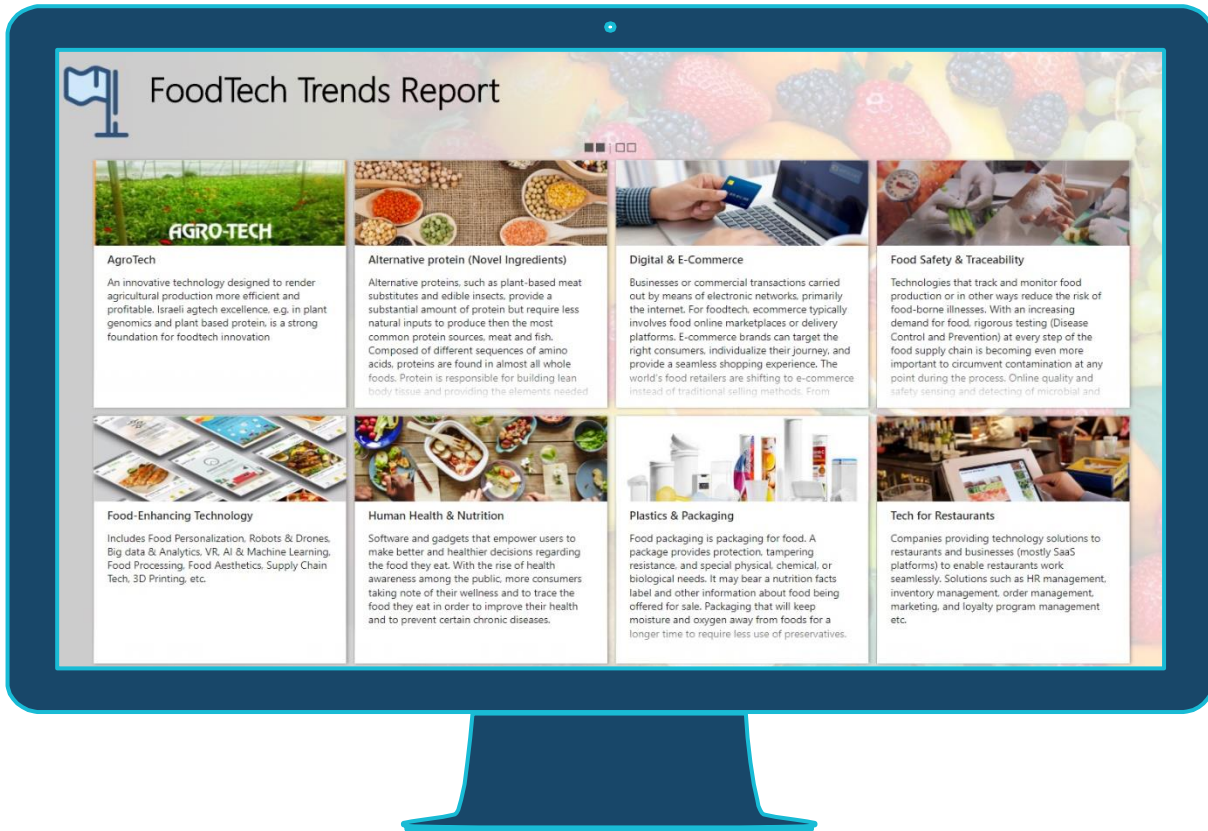 FoodTech Trends Report
AGRO-TECH
AgroTech
An innovative technology designed to render
agricultural production more efficient and
profitable. Israeli agtech excellence, e.g. in plant
genomics and plant based protein, is a strong
foundation for foodtech innovation
Alternative protein (Novel Ingredients)
Alternative proteins, such as plant-based meat
substitutes and edible insects, provide a
substantial amount of protein but require less
natural inputs to produce then the most
common protein sources, meat and fish.
Composed of different sequences of amino
acids, proteins are found in almost all whole
foods. Protein is responsible for building lean
body tissue and providing the elements needed
Digital & E-Commerce
Businesses or commercial transactions carried
out by means of electronic networks, primarily
the internet. For foodtech, ecommerce typically
involves food online marketplaces or delivery
platforms. E-commerce brands can target the
right consumers, individualize their journey, and
provide a seamless shopping experience. The
world's food retailers are shifting to e-commerce
instead of traditional selling methods. From
Food Safety & Traceability
Technologies that track and monitor food
production or in other ways reduce the risk of
food-borne illnesses. With an increasing
demand for food, rigorous testing (Disease
Control and Prevention) at every step of the
food supply chain is becoming even more
important to circumvent contamination at any
point during the process. Online quality and
safety sensing and detecting of microbial and
Food-Enhancing Technology
Includes Food Personalization, Robots & Drones,
Big data & Analytics, VR, AI & Machine Learning,
Food Processing, Food Aesthetics, Supply Chain
Tech, 3D Printing, etc.
Human Health & Nutrition
Software and gadgets that empower users to
make better and healthier decisions regarding
the food they eat. With the rise of health
awareness among the public, more consumers
taking note of their wellness and to trace the
food they eat in order to improve their health
and to prevent certain chronic diseases.
Plastics & Packaging
Food packaging is packaging for food. A
package provides protection, tampering
resistance, and special physical, chemical, or
biological needs. It may bear a nutrition facts
label and other information about food being
offered for sale. Packaging that will keep
moisture and oxygen away from foods for a
longer time to require less use of preservatives.
Tech for Restaurants
Companies providing technology solutions to
restaurants and businesses (mostly SaaS
platforms) to enable restaurants work
seamlessly. Solutions such as HR management,
inventory management, order management,
marketing, and loyalty program management
etc.